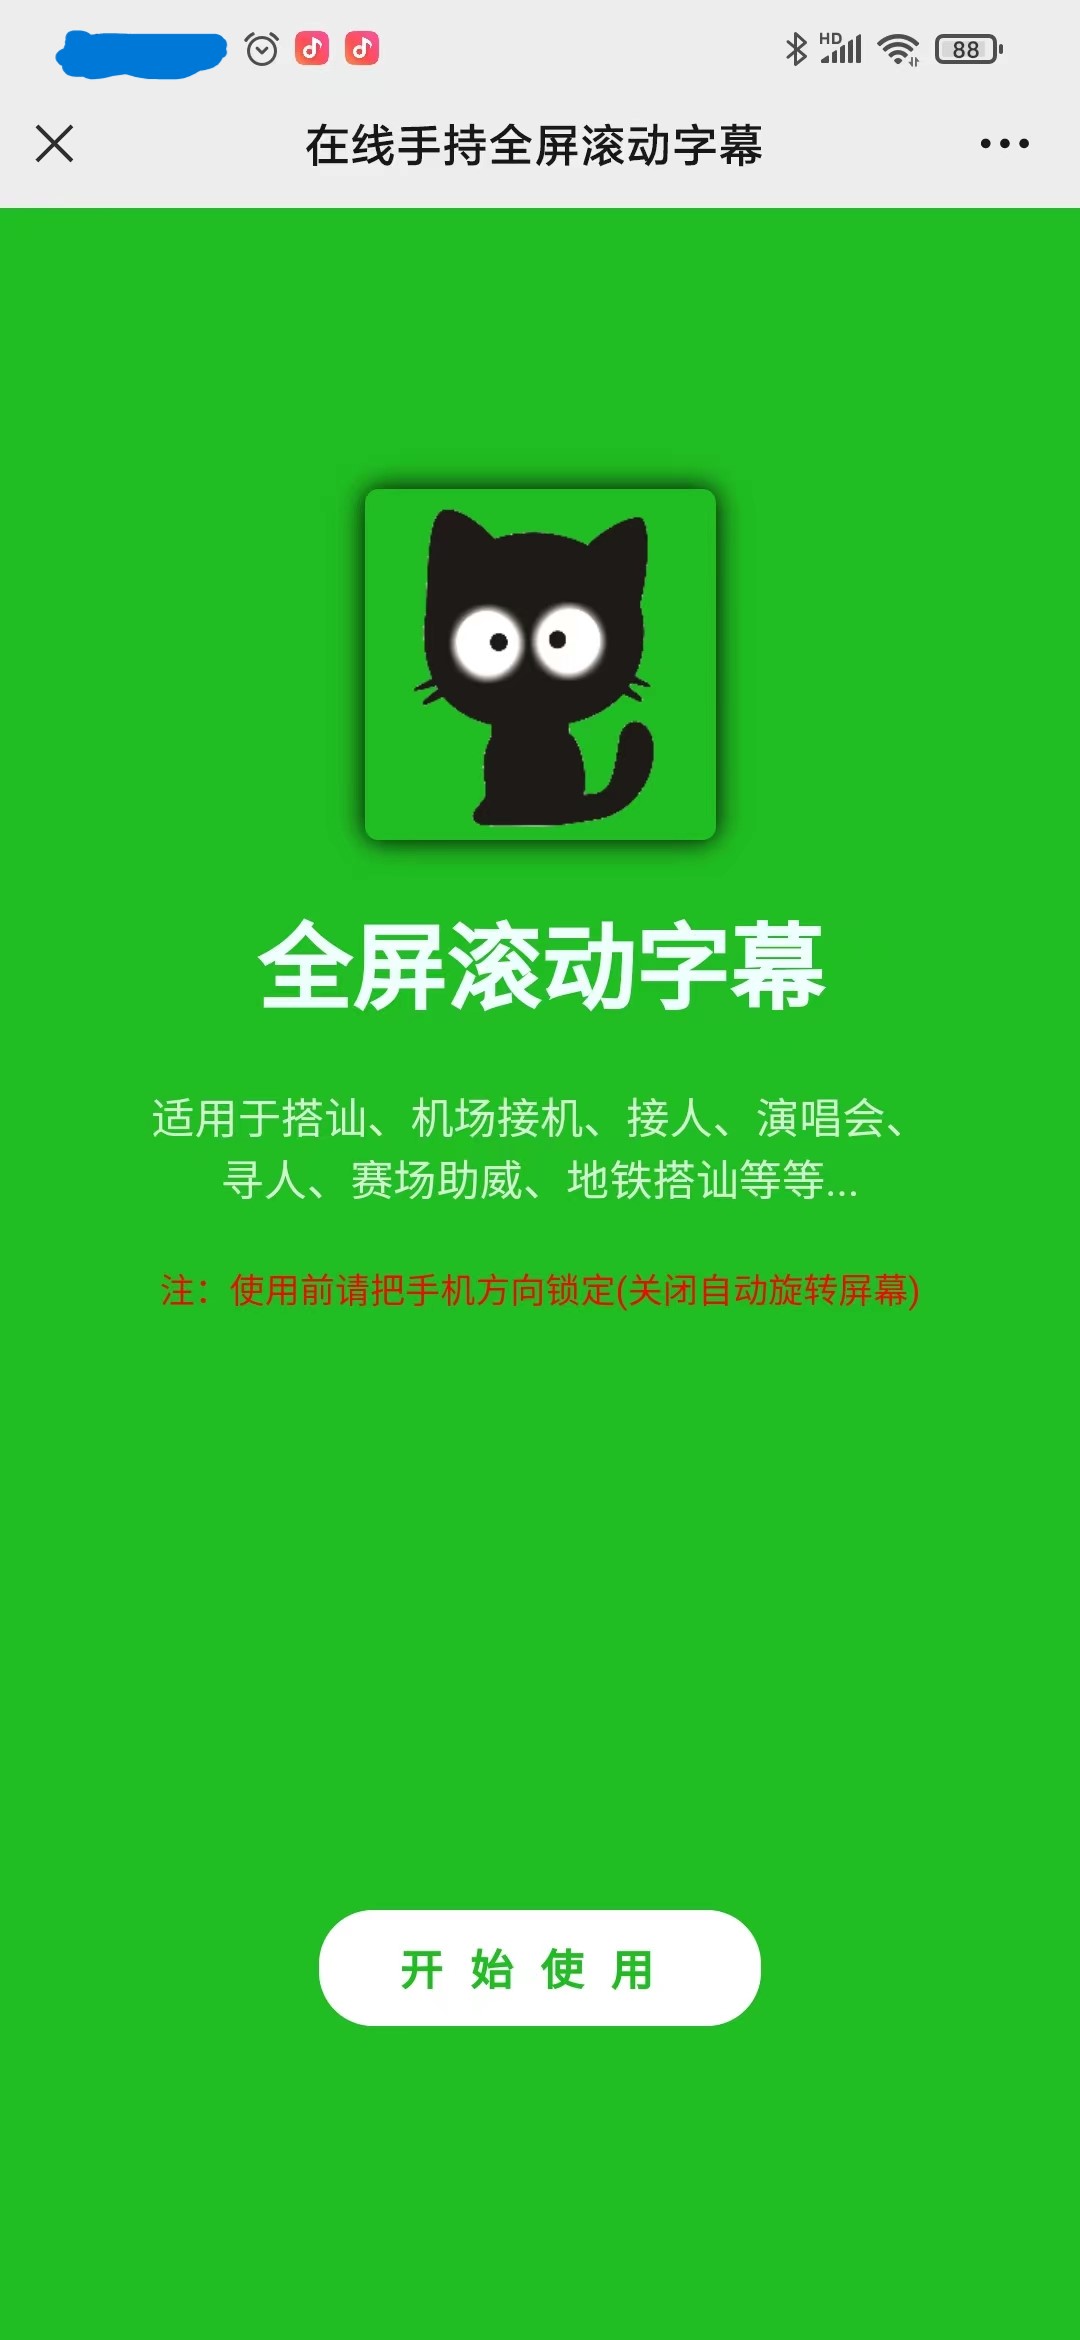 HD
88
在线手持全屏滚动字幕
全屏滚动字幕
适用于搭讪、机场接机、接人、演唱会、
寻人、赛场助威、地铁搭讪等等...
注：使用前请把手机方向锁定(关闭自动旋转屏幕)
开始使用